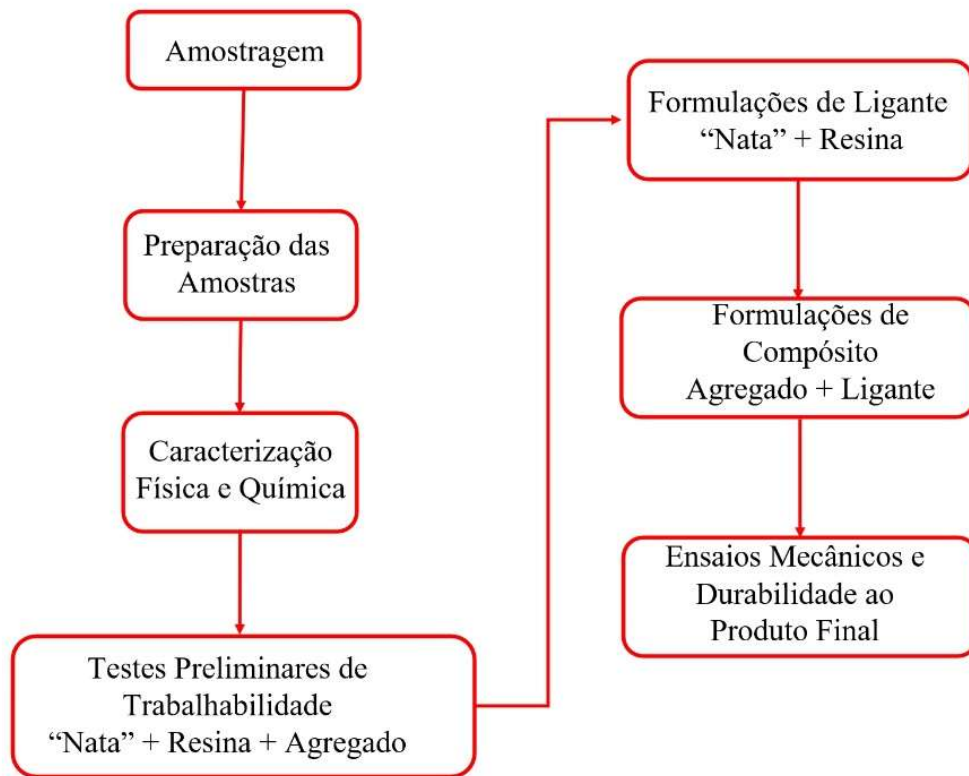 Amostragem
Preparação das
Amostras
Caracterização
Física e Química
Testes Preliminares de
Trabalhabilidade
“Nata” + Resina + Agregado
Formulações de Ligante
“Nata” + Resina
Formulações de
Compósito
Agregado + Ligante
Ensaios Mecânicos e
Durabilidade ao
Produto Final